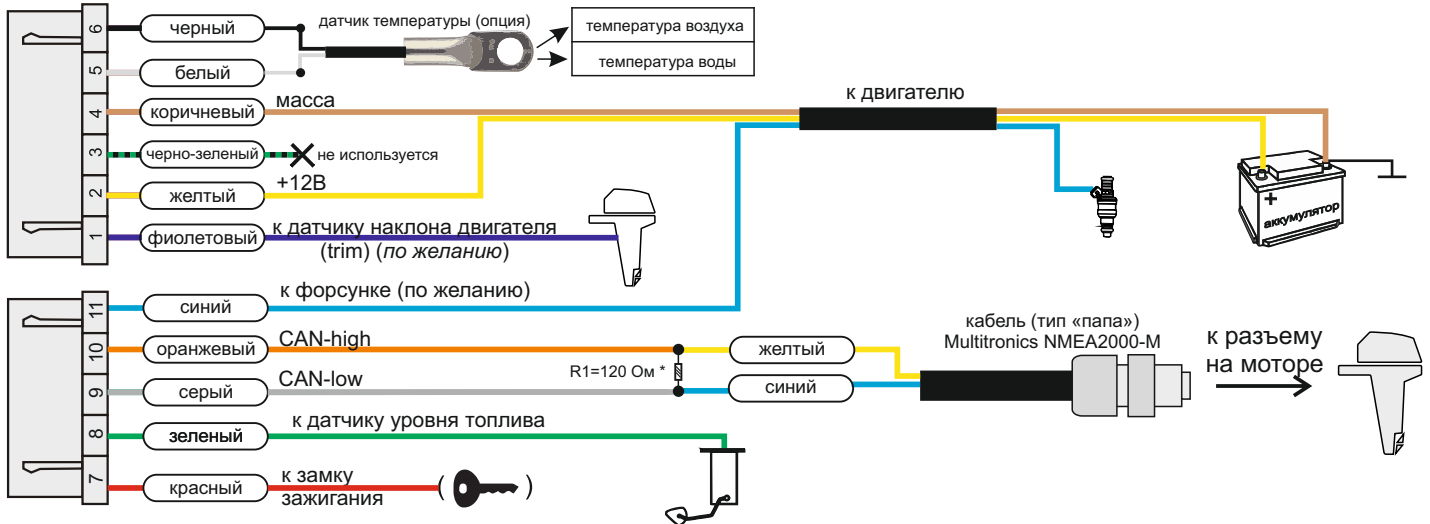 6
черный
датчик температуры (опция)
температура воздуха
температура воды
5
белый
4
коричневый
масса
к двигателю
3
черно-зеленый
не используется
2
желтый
+12В
+
аккумулятор
1
фиолетовый
к датчику наклона двигателя
(trim) (по желанию)
11
синий
к форсунке (по желанию)
10
оранжевый
CAN-high
желтый
кабель (тип «папа»)
Multitronics NMEA2000-M
к разъему
на моторе
R1=120 Ом *
9
серый
CAN-low
синий
8
зеленый
к датчику уровня топлива
7
красный
к замку
зажигания
( )